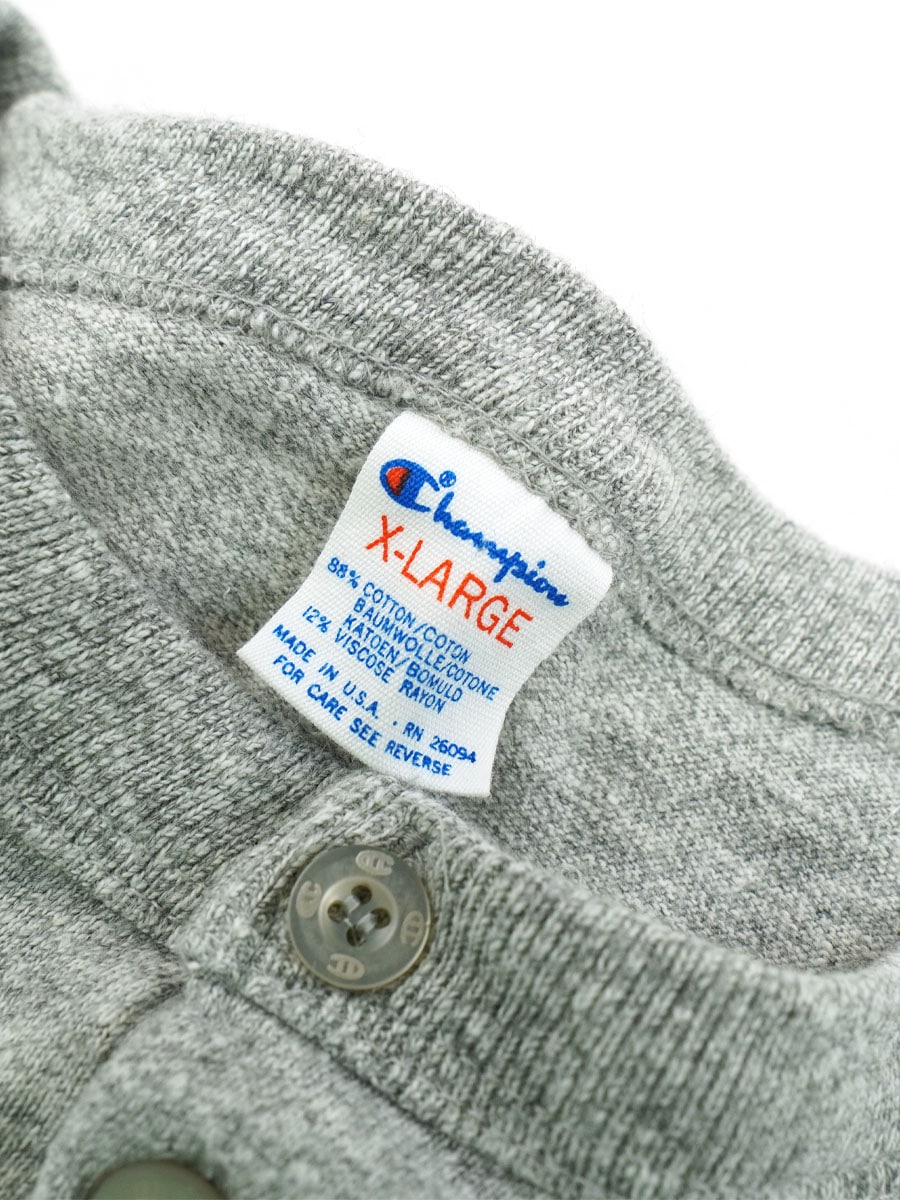 Champion®
X-LARGE
88% COTTON/COTON
BAUMWOLLE/COTONE
KATOEN/BOMULD
12% VISCOSE RAYON
MADE IN U.S.A. · RN 26094
FOR CARE SEE REVERSE